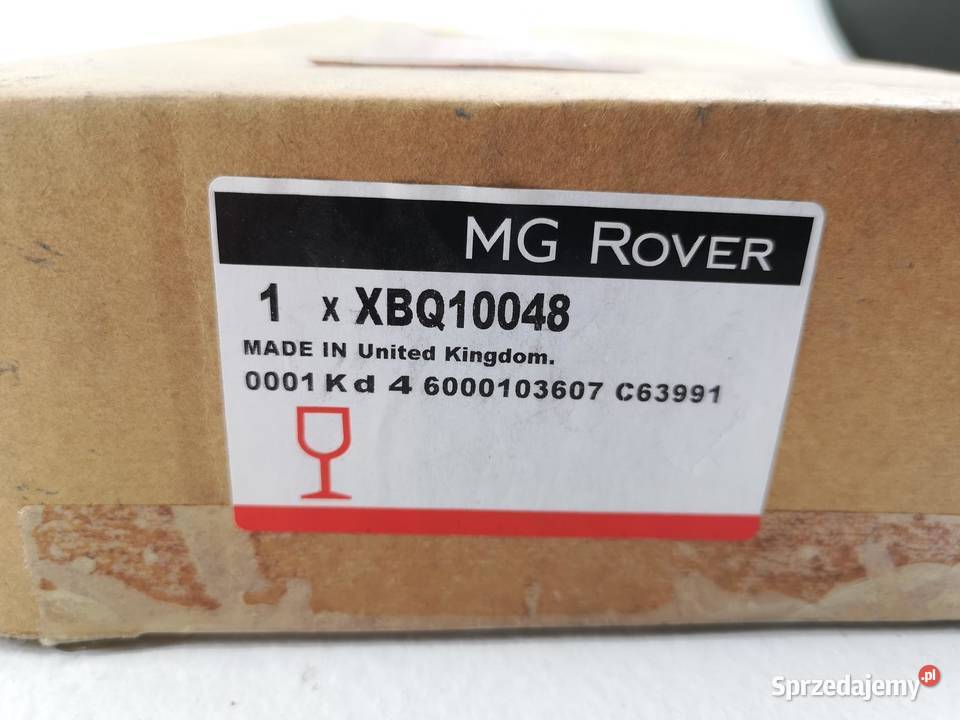 MG ROVER
1 x XBQ10048
MADE IN United Kingdom.
0001 Kd 4 6000103607 C63991
Sprzedajemy.pl